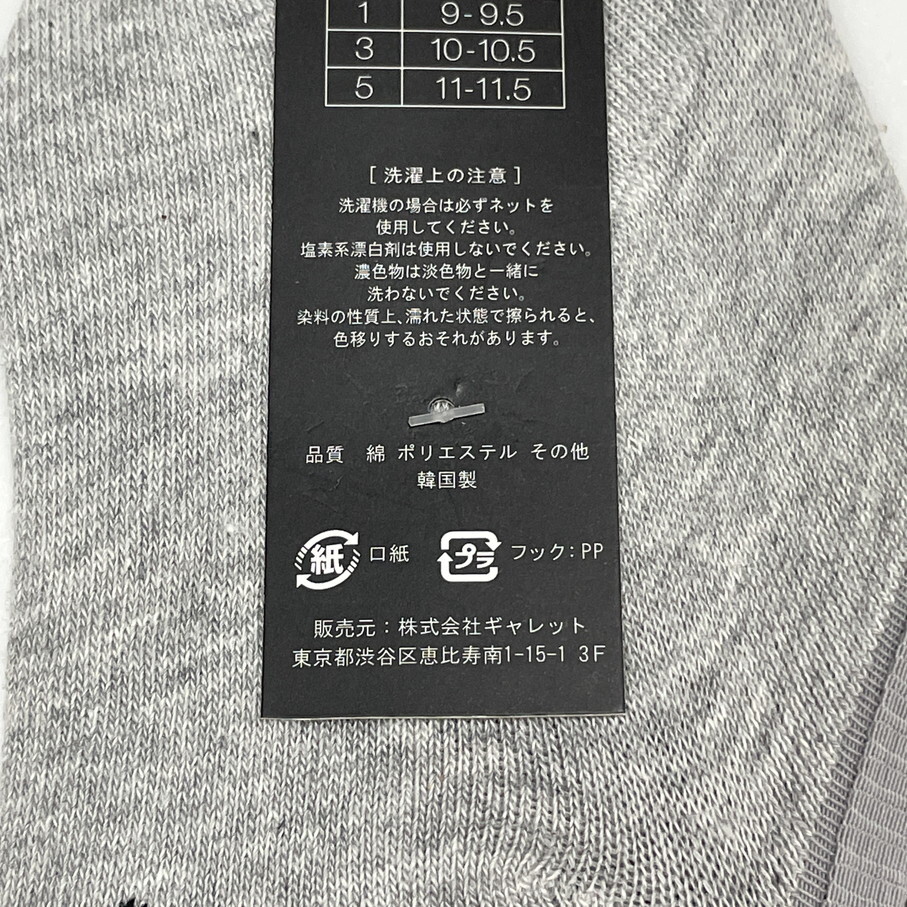 1 9-9.5
3 10-10.5
5 11-11.5
[洗濯上の注意]
洗濯機の場合は必ずネットを
使用してください。
塩素系漂白剤は使用しないでください。
濃色物は淡色物と一緒に
洗わないでください。
染料の性質上、濡れた状態で擦られると、
色移りするおそれがあります。
品質 綿 ポリエステル その他
韓国製
紙 口紙 プラ フック:PP
販売元:株式会社ギャレット
東京都渋谷区恵比寿南1-15-1 3F